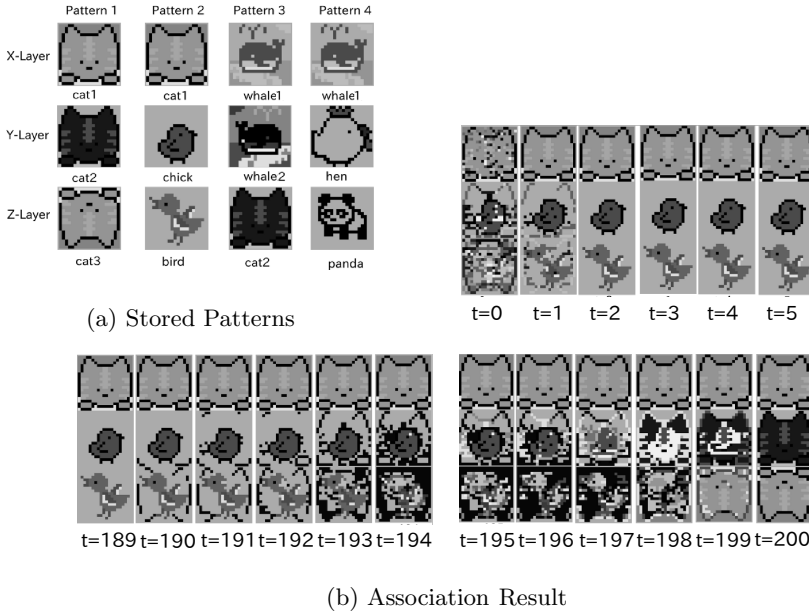 Pattern 1 Pattern 2 Pattern 3 Pattern 4
X-Layer
cat1 cat1 whale1 whale1
Y-Layer
cat2 chick whale2 hen
Z-Layer
cat3 bird cat2 panda
(a) Stored Patterns
t=0 t=1 t=2 t=3 t=4 t=5
t=189 t=190 t=191 t=192 t=193 t=194
t=195 t=196 t=197 t=198 t=199 t=200
(b) Association Result